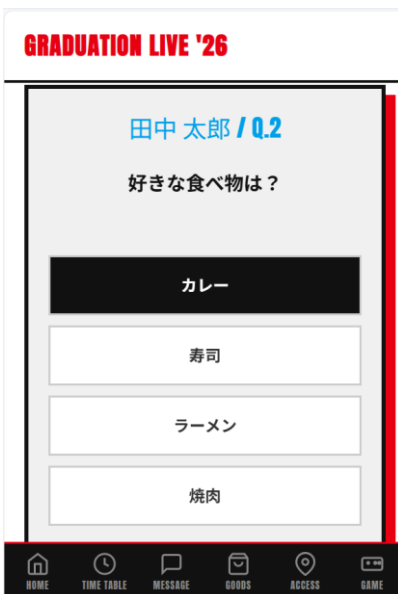 GRADUATION LIVE '26
田中 太郎 / Q.2
好きな食べ物は？
カレー
寿司
ラーメン
焼肉
HOME TIME TABLE MESSAGE GOODS ACCESS GAME